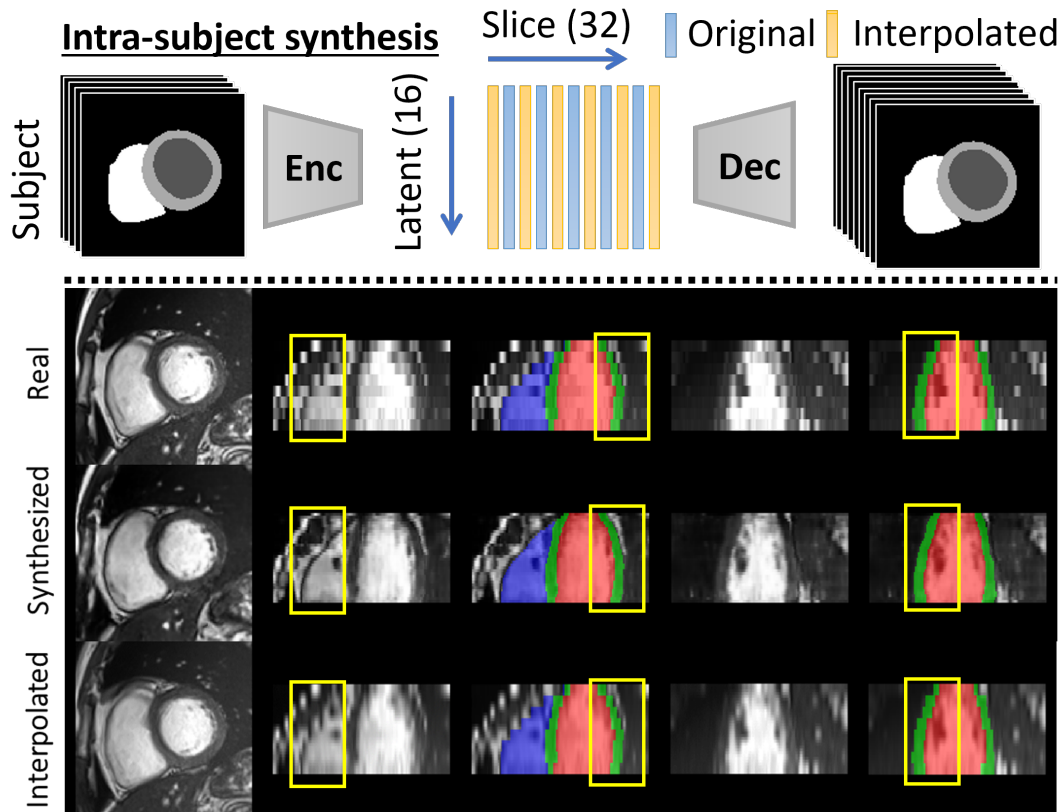 Intra-subject synthesis
Slice (32)
Original
Interpolated
Subject
Enc
Latent (16)
Dec
Real
Synthesized
Interpolated